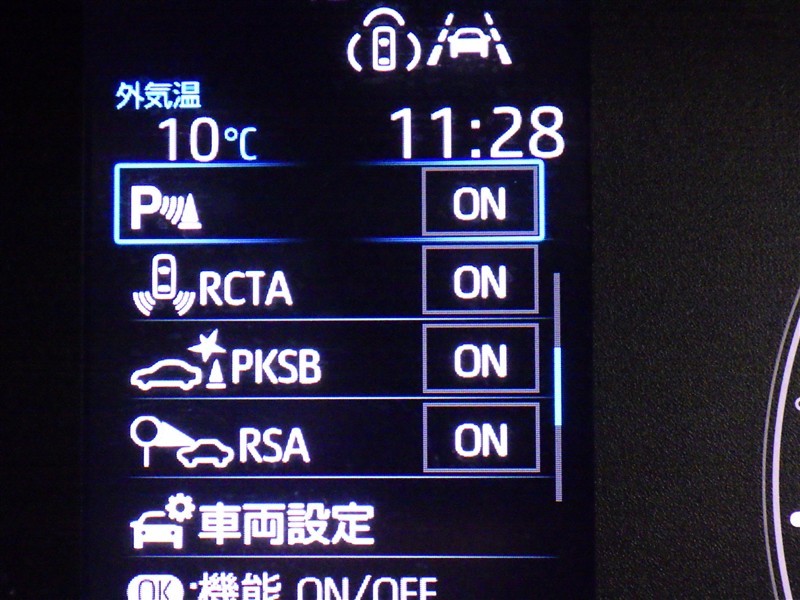 外気温
10℃ 11:28
P ON
RCTA ON
PKSB ON
RSA ON
車両設定
OK:機能 ON/OFF